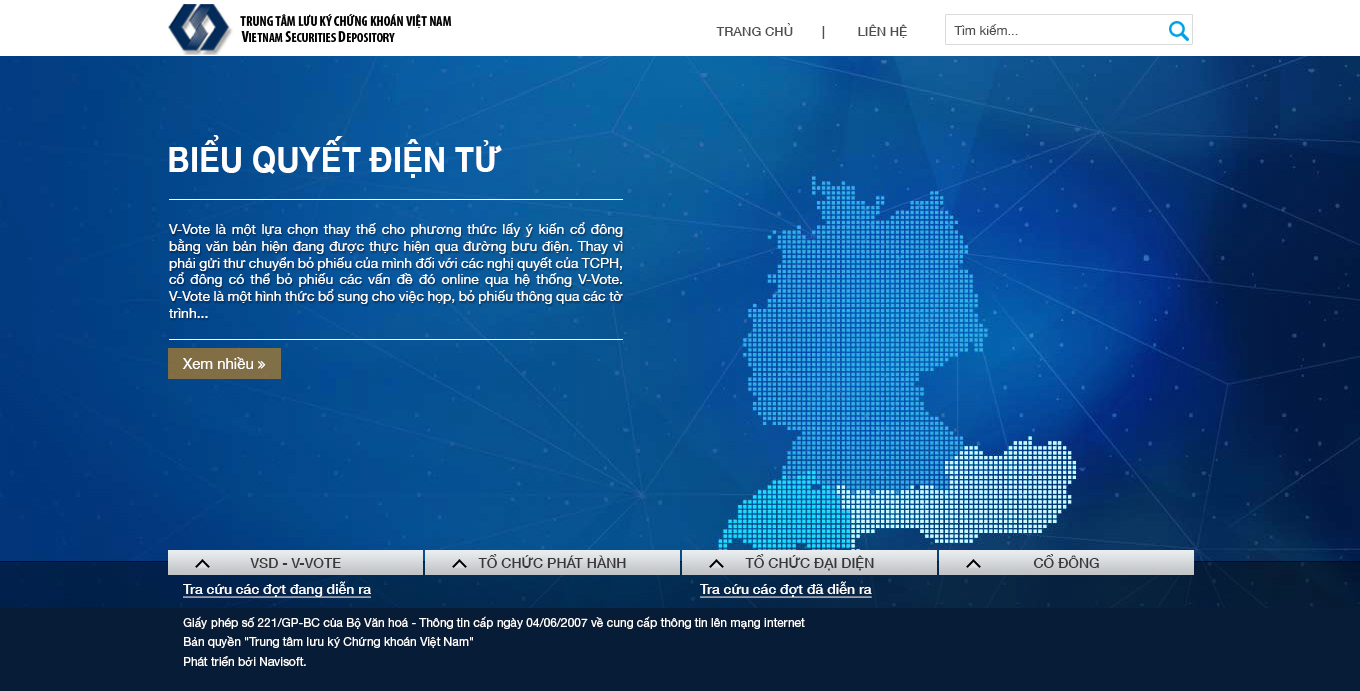 TRUNG TÂM LƯU KÝ CHỨNG KHOÁN VIỆT NAM
VIETNAM SECURITIES DEPOSITORY
TRANG CHỦ | LIÊN HỆ
Tìm kiếm...
BIỂU QUYẾT ĐIỆN TỬ
V-Vote là một lựa chọn thay thế cho phương thức lấy ý kiến cổ đông
bằng văn bản hiện đang được thực hiện qua đường bưu điện. Thay vì
phải gửi thư chuyển bỏ phiếu của mình đối với các nghị quyết của TCPH,
cổ đông có thể bỏ phiếu các vấn đề đó online qua hệ thống V-Vote.
V-Vote là một hình thức bổ sung cho việc họp, bỏ phiếu thông qua các tờ
trình...
Xem nhiều »
VSD - V-VOTE
TỔ CHỨC PHÁT HÀNH
TỔ CHỨC ĐẠI DIỆN
CỔ ĐÔNG
Tra cứu các đợt đang diễn ra
Tra cứu các đợt đã diễn ra
Giấy phép số 221/GP-BC của Bộ Văn hoá - Thông tin cấp ngày 04/06/2007 về cung cấp thông tin lên mạng internet
Bản quyền "Trung tâm lưu ký Chứng khoán Việt Nam"
Phát triển bởi Navisoft.